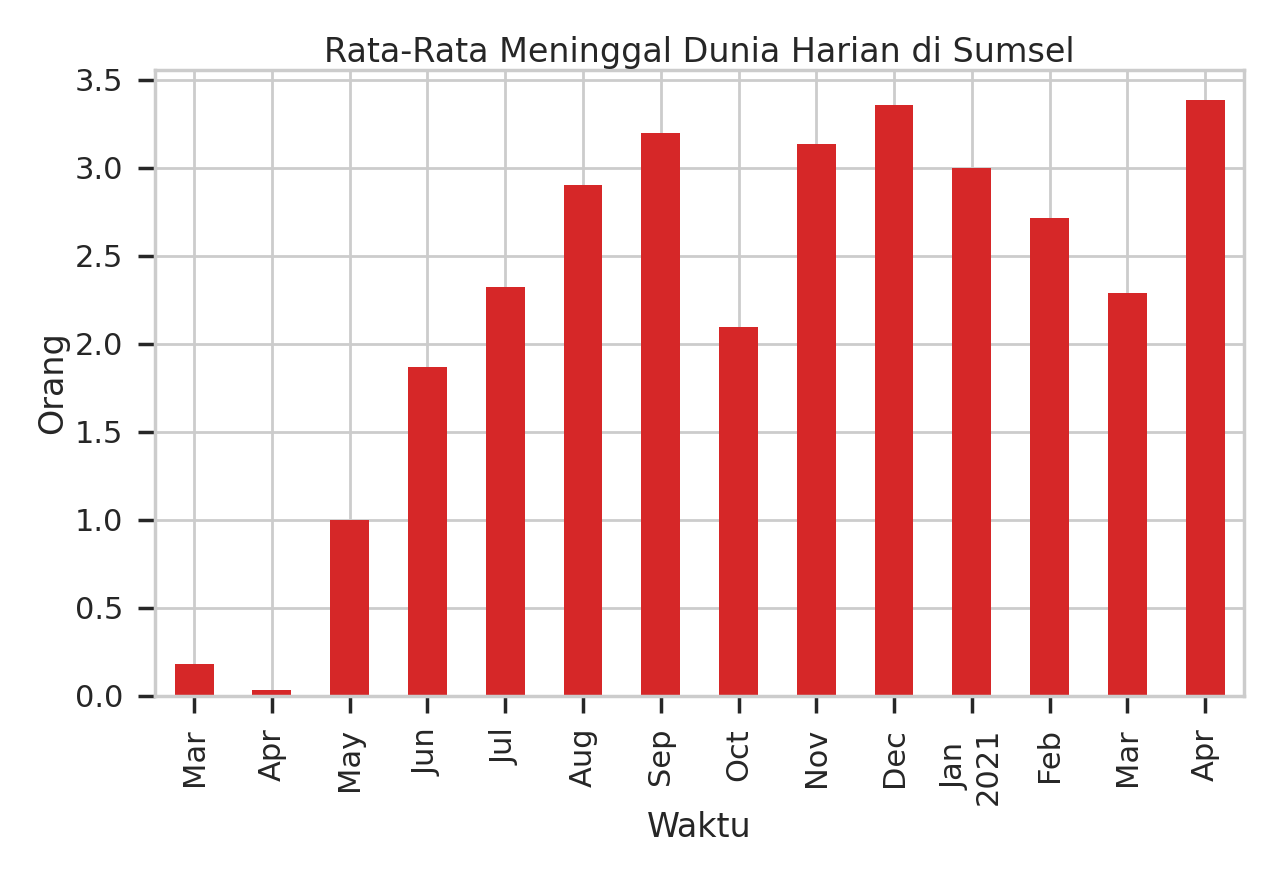 Rata-Rata Meninggal Dunia Harian di Sumsel
3.5
3.0
2.5
2.0
1.5
1.0
0.5
0.0
Orang
Mar
Apr
May
Jun
Jul
Aug
Sep
Oct
Nov
Dec
Jan
2021
Feb
Mar
Apr
Waktu